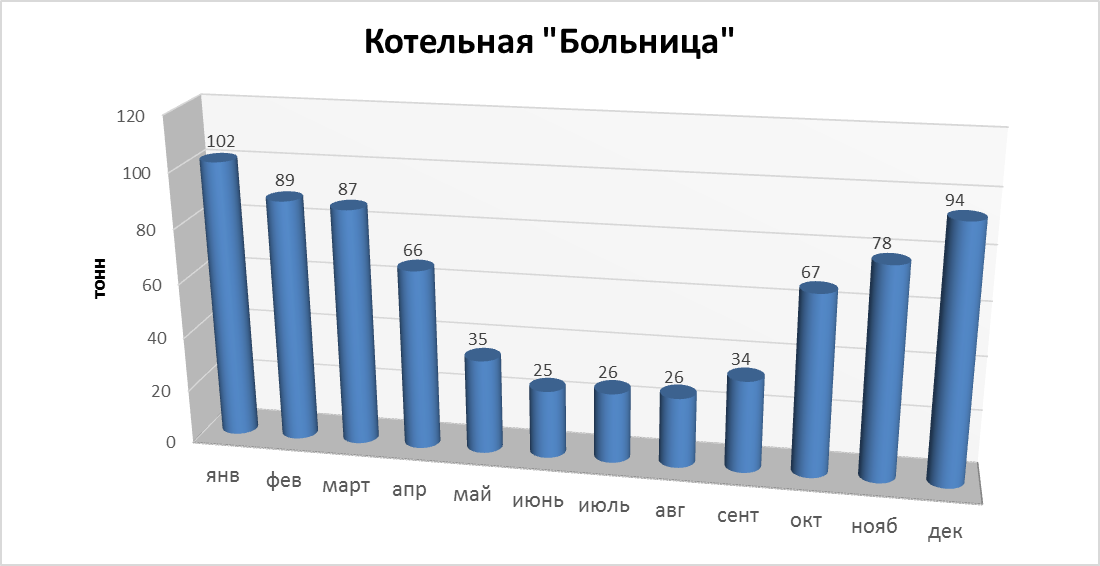 Котельная "Больница"
тонн
120
100
80
60
40
20
0
102
89
87
66
35
25
26
26
34
67
78
94
янв
фев
март
апр
май
июнь
июль
авг
сент
окт
нояб
дек